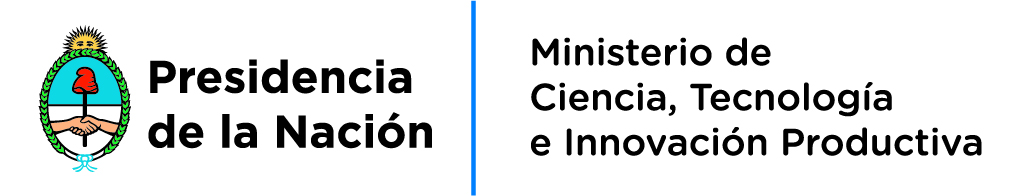 Presidencia
de la Nación
Ministerio de
Ciencia, Tecnología
e Innovación Productiva